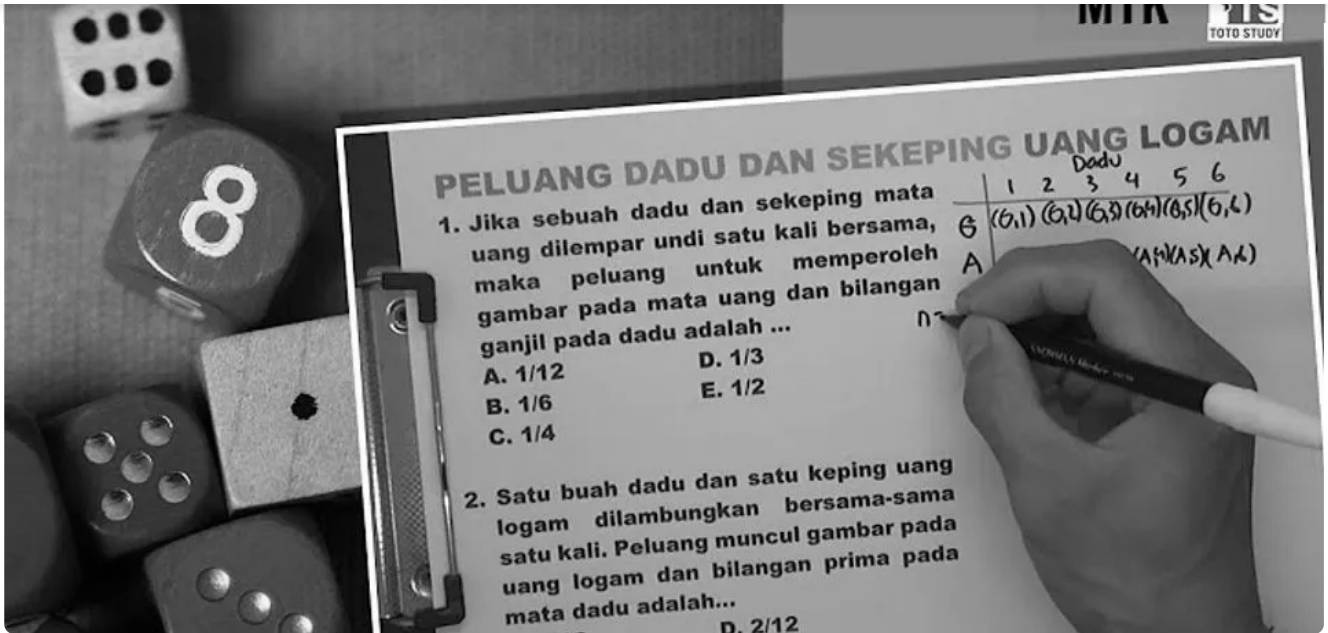 TOTO STUDY
PELUANG DADU DAN SEKEPING UANG LOGAM
1. Jika sebuah dadu dan sekeping mata
uang dilempar undi satu kali bersama,
maka peluang untuk memperoleh
gambar pada mata uang dan bilangan
ganjil pada dadu adalah ...
A. 1/12
D. 1/3
B. 1/6
E. 1/2
C. 1/4
Dadu
1 2 3 4 5 6
G (G,1) (G,2) (G,3) (G,4) (G,5) (G,6)
A (A,4) (A5) (A,6)
n=
2. Satu buah dadu dan satu keping uang
logam dilambungkan bersama-sama
satu kali. Peluang muncul gambar pada
uang logam dan bilangan prima pada
mata dadu adalah...
D. 2/12
8